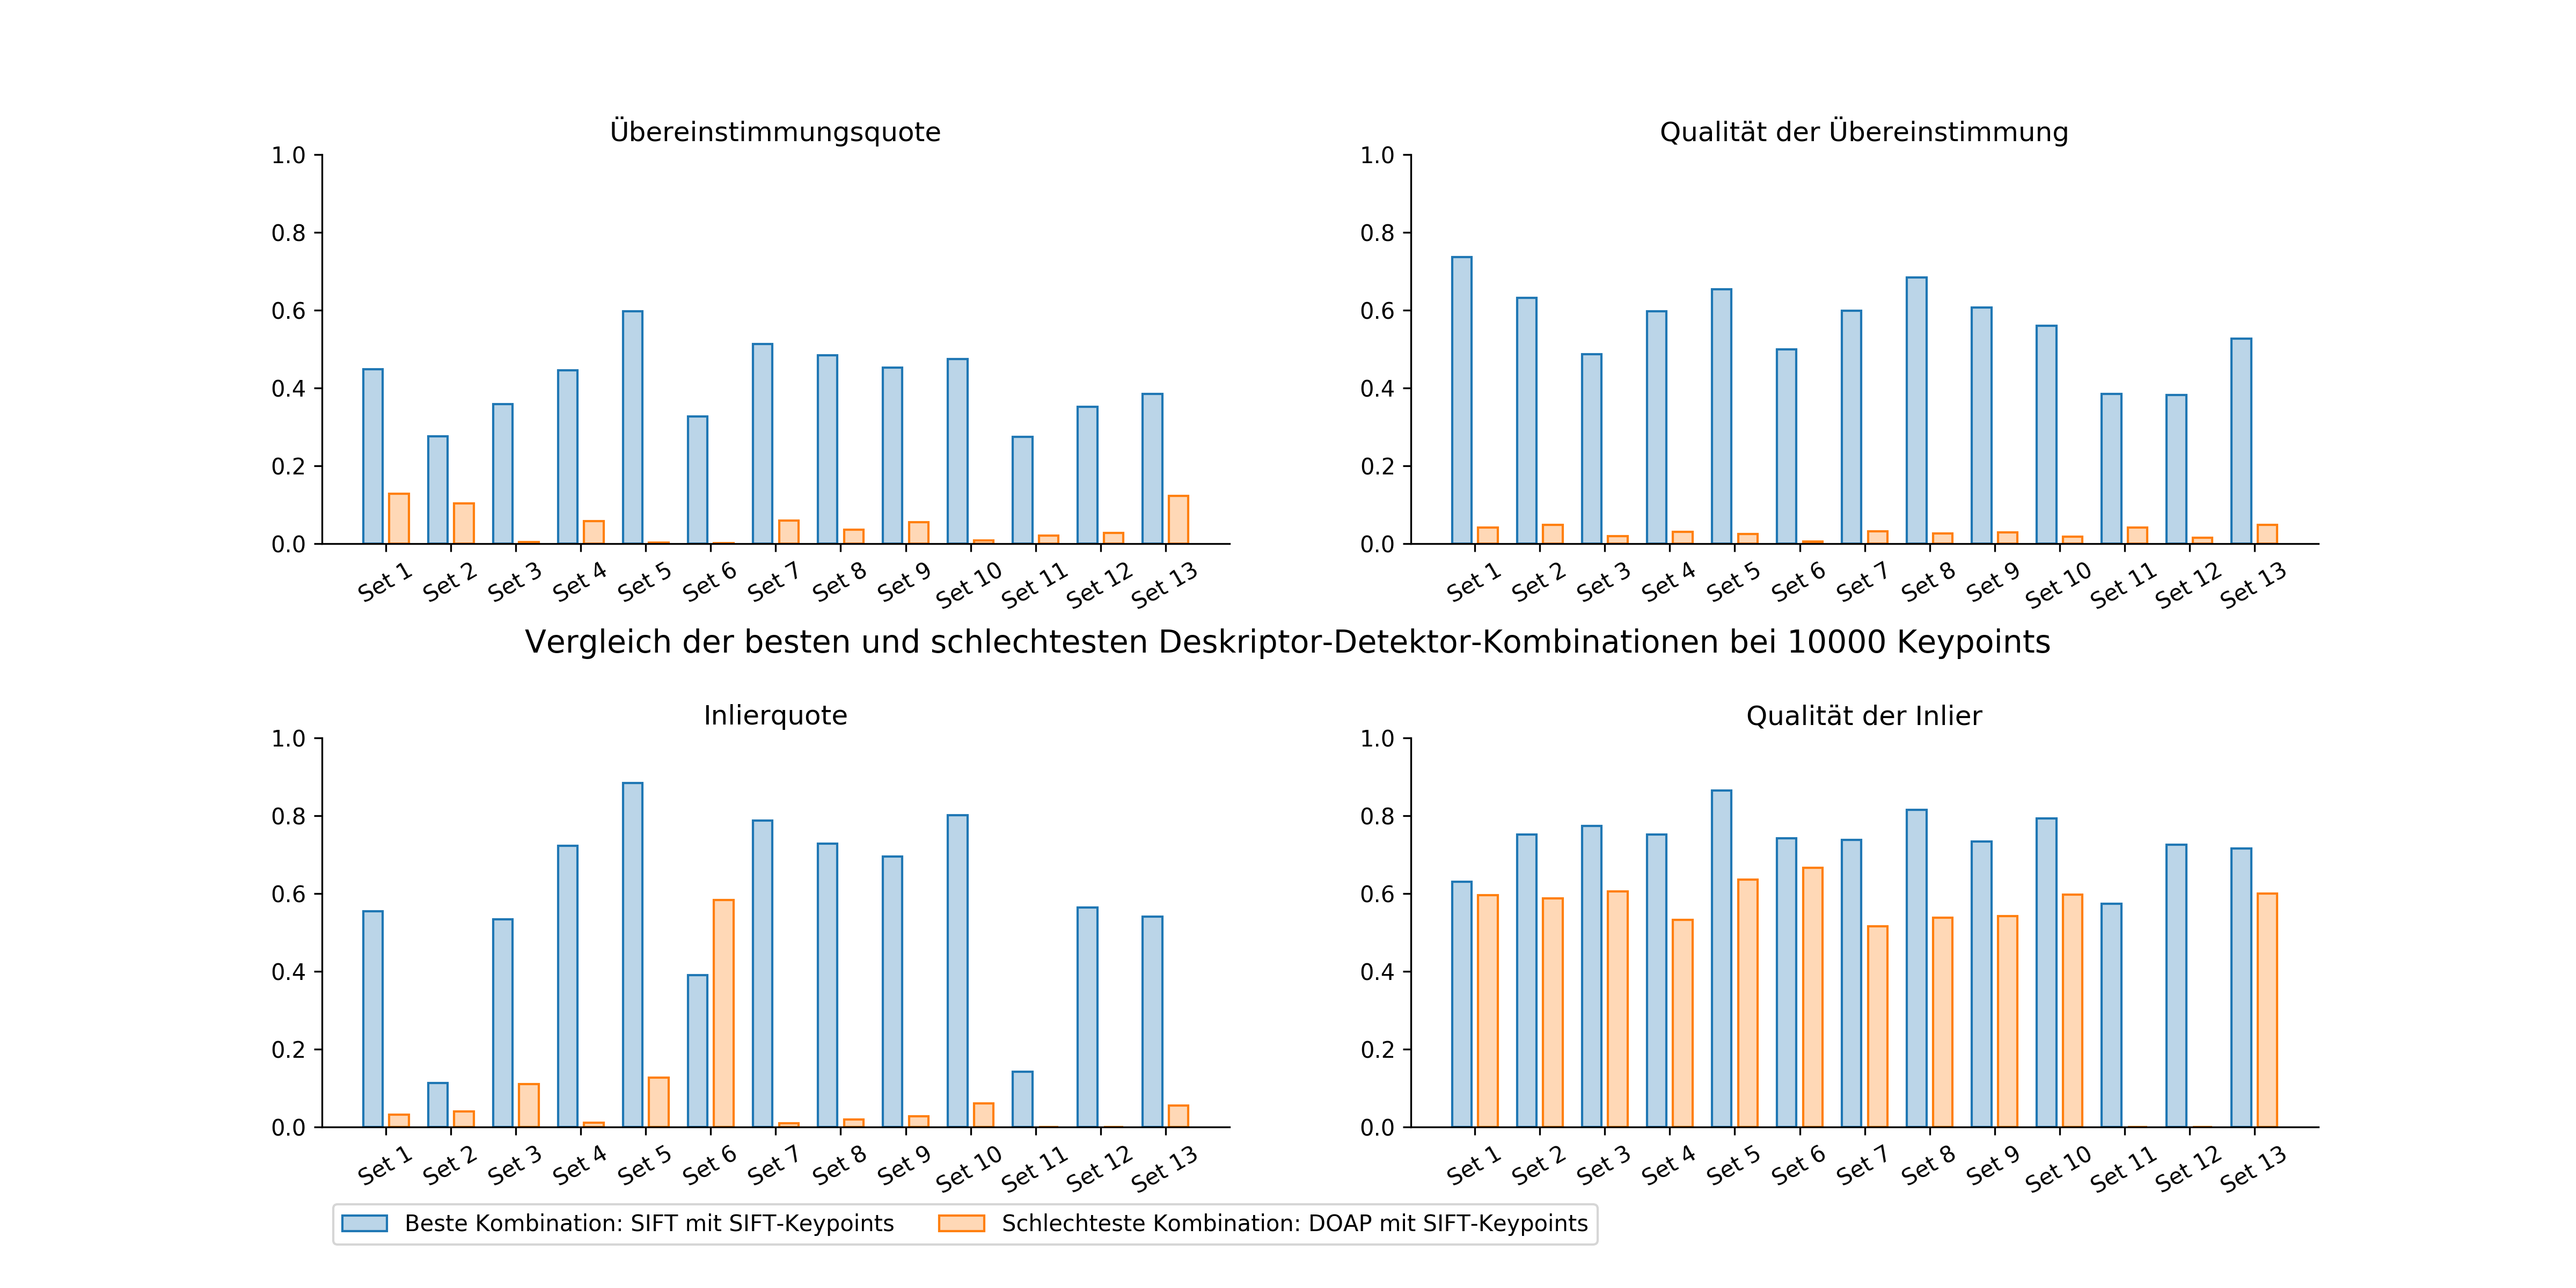 Übereinstimmungsquote
1.0
0.8
0.6
0.4
0.2
0.0
Set 1 Set 2 Set 3 Set 4 Set 5 Set 6 Set 7 Set 8 Set 9 Set 10 Set 11 Set 12 Set 13
Qualität der Übereinstimmung
1.0
0.8
0.6
0.4
0.2
0.0
Set 1 Set 2 Set 3 Set 4 Set 5 Set 6 Set 7 Set 8 Set 9 Set 10 Set 11 Set 12 Set 13
Vergleich der besten und schlechtesten Deskriptor-Detektor-Kombinationen bei 10000 Keypoints
Inlierquote
1.0
0.8
0.6
0.4
0.2
0.0
Set 1 Set 2 Set 3 Set 4 Set 5 Set 6 Set 7 Set 8 Set 9 Set 10 Set 11 Set 12 Set 13
Qualität der Inlier
1.0
0.8
0.6
0.4
0.2
0.0
Set 1 Set 2 Set 3 Set 4 Set 5 Set 6 Set 7 Set 8 Set 9 Set 10 Set 11 Set 12 Set 13
Beste Kombination: SIFT mit SIFT-Keypoints Schlechteste Kombination: DOAP mit SIFT-Keypoints